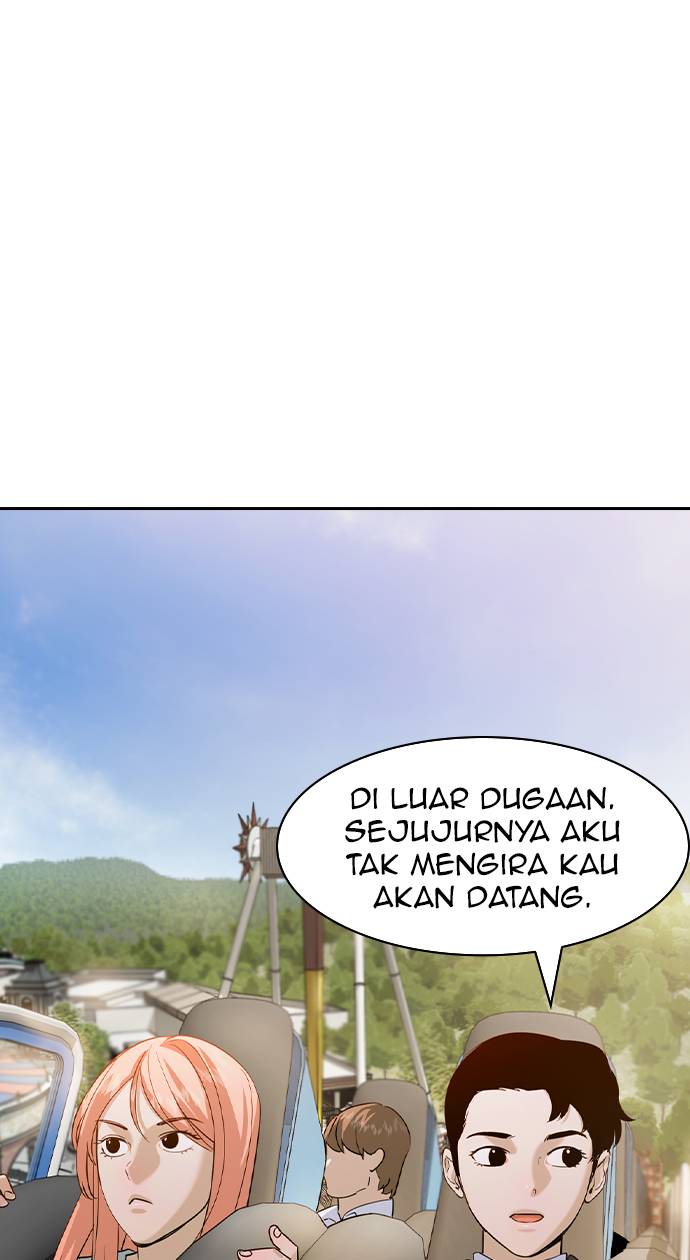 DI LUAR DUGAAN.
SEJUJURNYA AKU
TAK MENGIRA KAU
AKAN DATANG.